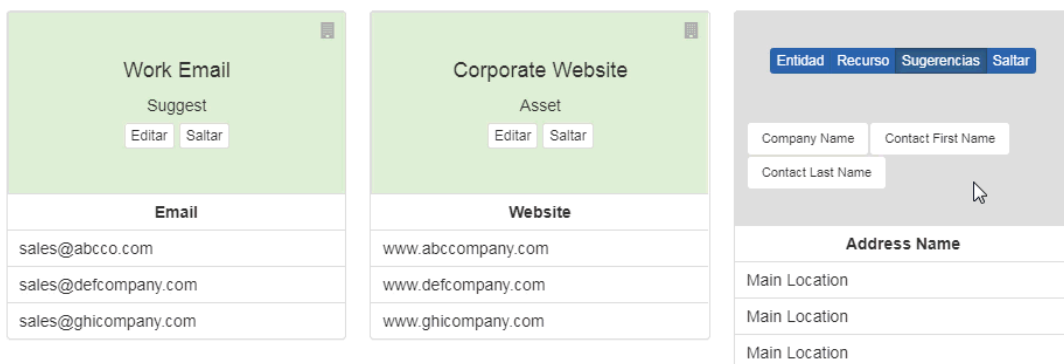 Work Email
Suggest
Editar Saltar
Email
sales@abcco.com
sales@defcompany.com
sales@ghicompany.com
Corporate Website
Asset
Editar Saltar
Website
www.abccompany.com
www.defcompany.com
www.ghicompany.com
Entidad Recurso Sugerencias Saltar
Company Name Contact First Name
Contact Last Name
Address Name
Main Location
Main Location
Main Location